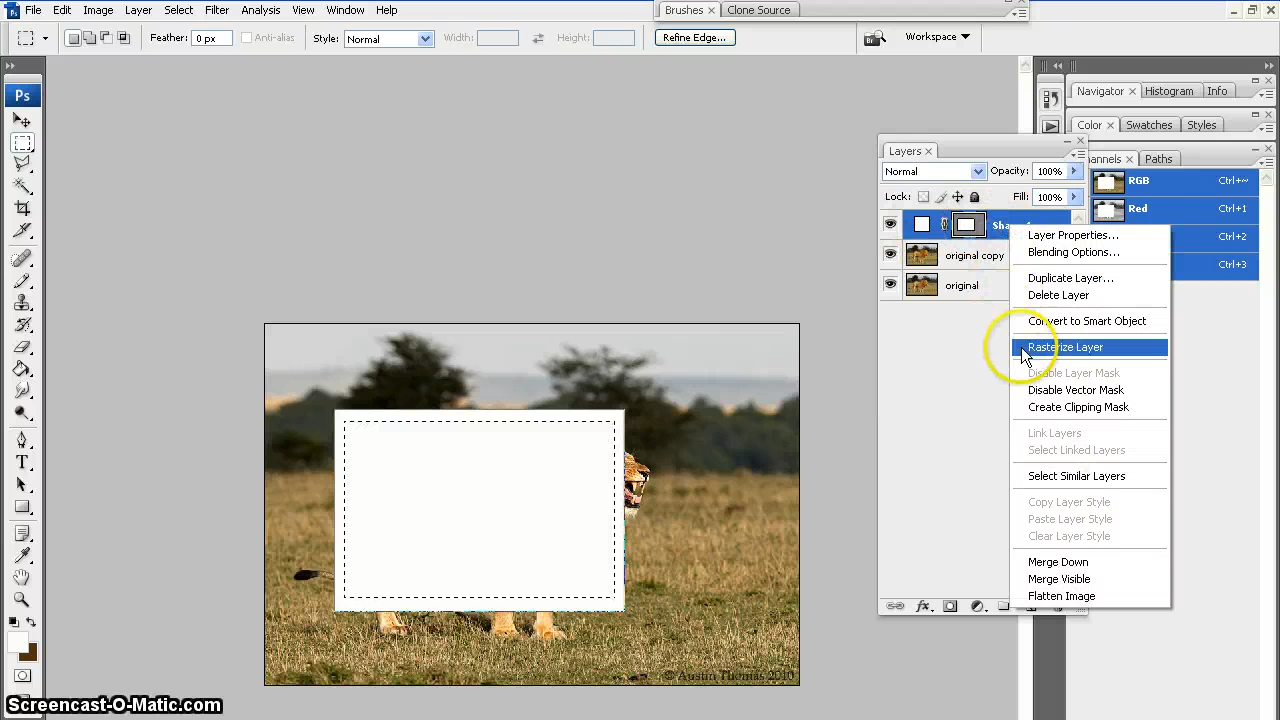 File Edit Image Layer Select Filter Analysis View Window Help
Brushes × Clone Source
Feather: 0 px Anti-alias Style: Normal Width: Height: Refine Edge... Workspace
Ps
Navigator × Histogram Info
Color × Swatches Styles
Layers ×
annels × Paths
Normal Opacity: 100%
RGB Ctrl+~
Lock: Fill: 100%
Red Ctrl+1
Ctrl+2
original copy
Ctrl+3
original
Layer Properties...
Blending Options...
Duplicate Layer...
Delete Layer
Convert to Smart Object
Rasterize Layer
Disable Layer Mask
Disable Vector Mask
Create Clipping Mask
Link Layers
Select Linked Layers
Select Similar Layers
Copy Layer Style
Paste Layer Style
Clear Layer Style
Merge Down
Merge Visible
Flatten Image
© Austin Thomas 2010
Screencast-O-Matic.com